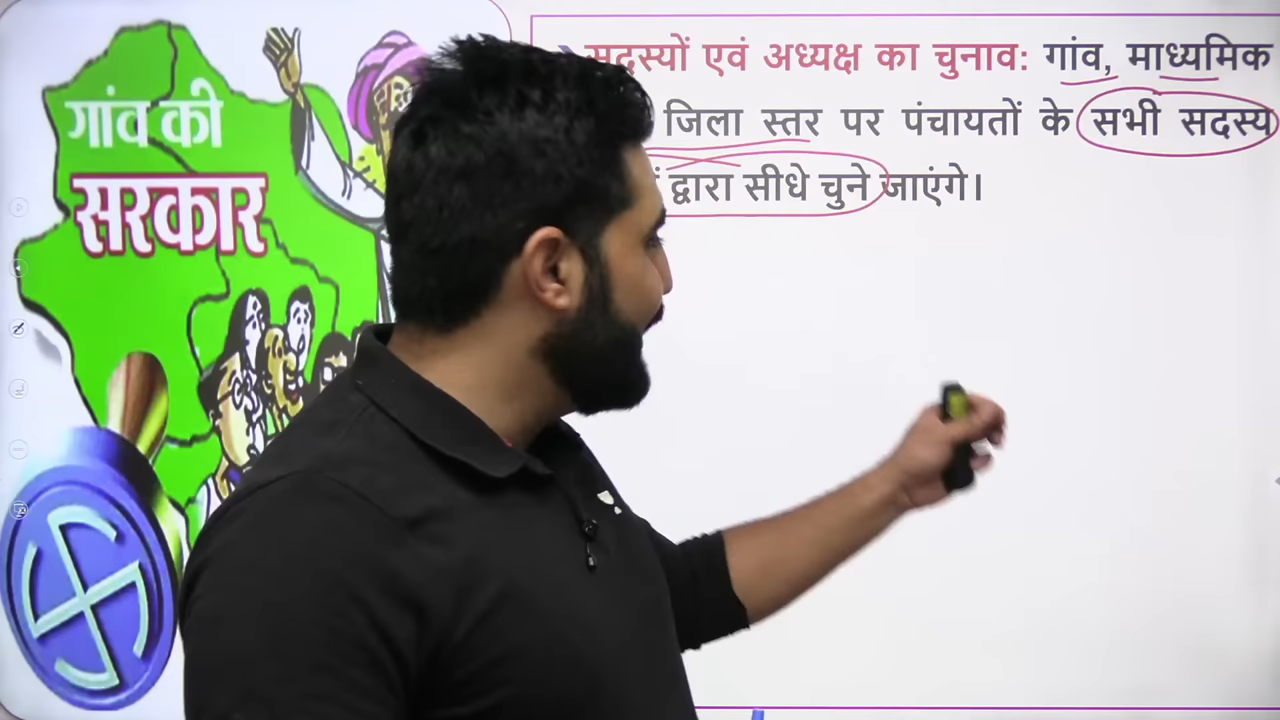 गांव की
सरकार
सदस्यों एवं अध्यक्ष का चुनाव: गांव, माध्यमिक
जिला स्तर पर पंचायतों के सभी सदस्य
द्वारा सीधे चुने जाएंगे।